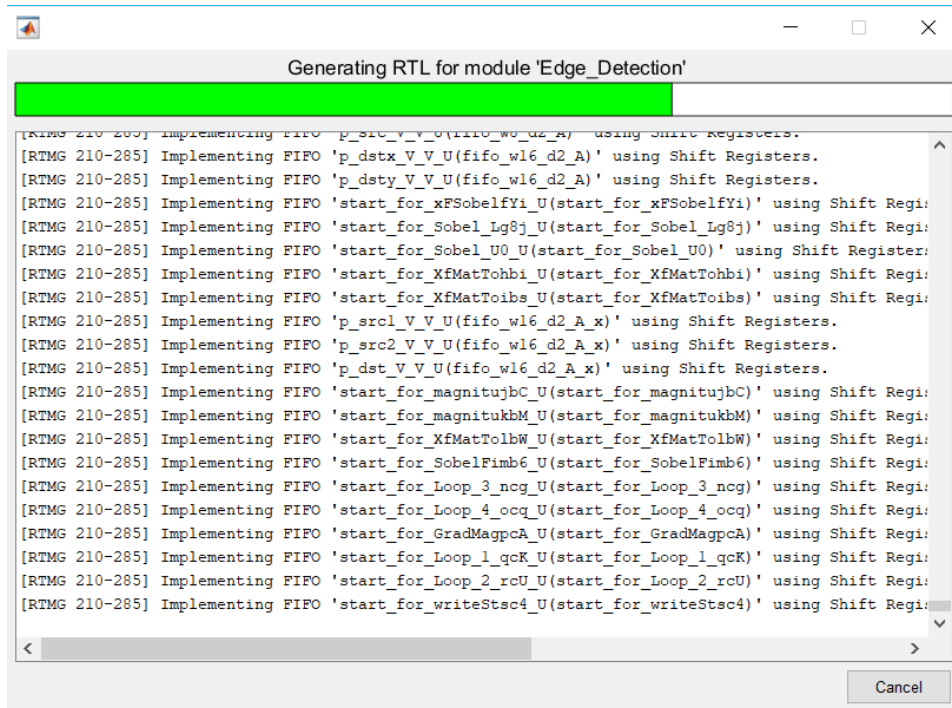 Generating RTL for module 'Edge_Detection'
[RTMG 210-285] Implementing FIFO 'p_src_V_V_U(fifo_w8_d2_A)' using Shift Registers.
[RTMG 210-285] Implementing FIFO 'p_dstx_V_V_U(fifo_w16_d2_A)' using Shift Registers.
[RTMG 210-285] Implementing FIFO 'p_dsty_V_V_U(fifo_w16_d2_A)' using Shift Registers.
[RTMG 210-285] Implementing FIFO 'start_for_xFSobelfYi_U(start_for_xFSobelfYi)' using Shift Regis
[RTMG 210-285] Implementing FIFO 'start_for_Sobel_Lg8j_U(start_for_Sobel_Lg8j)' using Shift Regis
[RTMG 210-285] Implementing FIFO 'start_for_Sobel_U0_U(start_for_Sobel_U0)' using Shift Registers
[RTMG 210-285] Implementing FIFO 'start_for_XfMatTohbi_U(start_for_XfMatTohbi)' using Shift Regis
[RTMG 210-285] Implementing FIFO 'start_for_XfMatToibs_U(start_for_XfMatToibs)' using Shift Regis
[RTMG 210-285] Implementing FIFO 'p_src1_V_V_U(fifo_w16_d2_A_x)' using Shift Registers.
[RTMG 210-285] Implementing FIFO 'p_src2_V_V_U(fifo_w16_d2_A_x)' using Shift Registers.
[RTMG 210-285] Implementing FIFO 'p_dst_V_V_U(fifo_w16_d2_A_x)' using Shift Registers.
[RTMG 210-285] Implementing FIFO 'start_for_magnitujbC_U(start_for_magnitujbC)' using Shift Regis
[RTMG 210-285] Implementing FIFO 'start_for_magnitukbM_U(start_for_magnitukbM)' using Shift Regis
[RTMG 210-285] Implementing FIFO 'start_for_XfMatTolbW_U(start_for_XfMatTolbW)' using Shift Regis
[RTMG 210-285] Implementing FIFO 'start_for_SobelFimb6_U(start_for_SobelFimb6)' using Shift Regis
[RTMG 210-285] Implementing FIFO 'start_for_Loop_3_ncg_U(start_for_Loop_3_ncg)' using Shift Regis
[RTMG 210-285] Implementing FIFO 'start_for_Loop_4_ocq_U(start_for_Loop_4_ocq)' using Shift Regis
[RTMG 210-285] Implementing FIFO 'start_for_GradMagpcA_U(start_for_GradMagpcA)' using Shift Regis
[RTMG 210-285] Implementing FIFO 'start_for_Loop_1_qcK_U(start_for_Loop_1_qcK)' using Shift Regis
[RTMG 210-285] Implementing FIFO 'start_for_Loop_2_rcU_U(start_for_Loop_2_rcU)' using Shift Regis
[RTMG 210-285] Implementing FIFO 'start_for_writeStsc4_U(start_for_writeStsc4)' using Shift Regis
Cancel